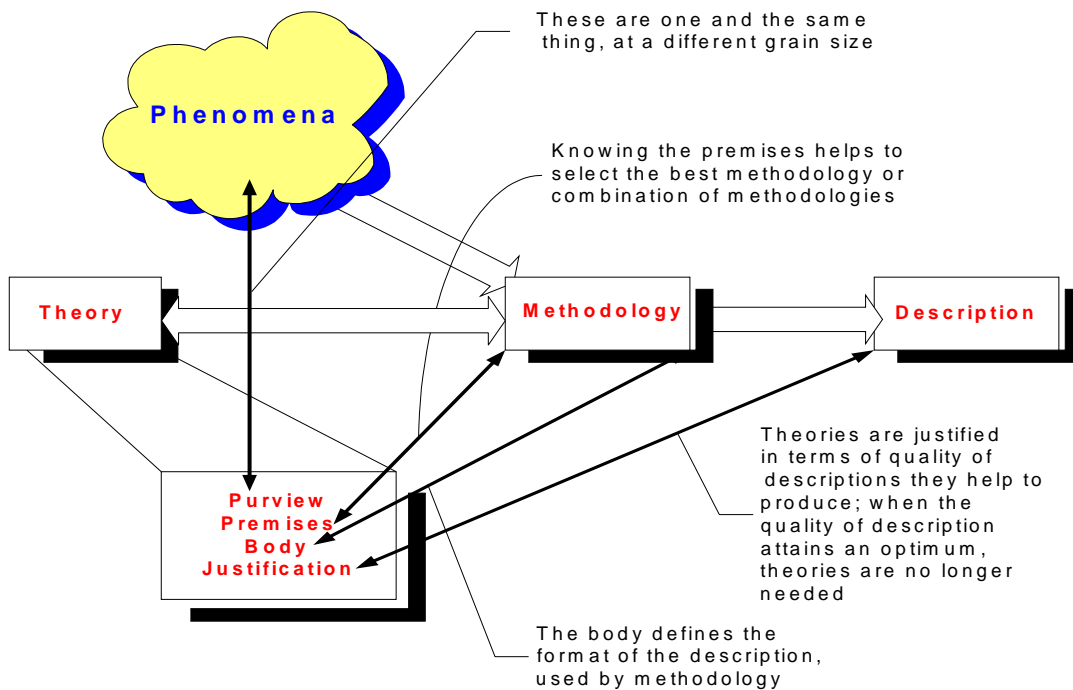 These are one and the same
thing, at a different grain size
Phenomena
Knowing the premises helps to
select the best methodology or
combination of methodologies
Theory
Methodology
Description
Purview
Premises
Body
Justification
Theories are justified
in terms of quality of
descriptions they help to
produce; when the
quality of description
attains an optimum,
theories are no longer
needed
The body defines the
format of the description,
used by methodology